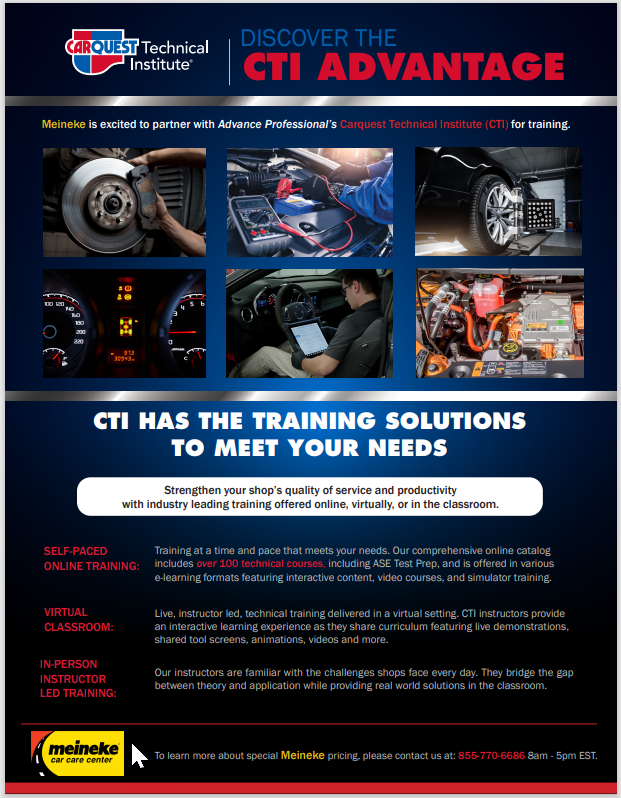 CARQUEST Technical
Institute®
DISCOVER THE
CTI ADVANTAGE
Meineke is excited to partner with Advance Professional's Carquest Technical Institute (CTI) for training.
CTI HAS THE TRAINING SOLUTIONS
TO MEET YOUR NEEDS
Strengthen your shop's quality of service and productivity
with industry leading training offered online, virtually, or in the classroom.
SELF-PACED
ONLINE TRAINING:
Training at a time and pace that meets your needs. Our comprehensive online catalog
includes over 100 technical courses, including ASE Test Prep, and is offered in various
e-learning formats featuring interactive content, video courses, and simulator training.
VIRTUAL
CLASSROOM:
Live, instructor led, technical training delivered in a virtual setting. CTI instructors provide
an interactive learning experience as they share curriculum featuring live demonstrations,
shared tool screens, animations, videos and more.
IN-PERSON
INSTRUCTOR
LED TRAINING:
Our instructors are familiar with the challenges shops face every day. They bridge the gap
between theory and application while providing real world solutions in the classroom.
meineke
car care center
To learn more about special Meineke pricing, please contact us at: 855-770-6686 8am - 5pm EST.